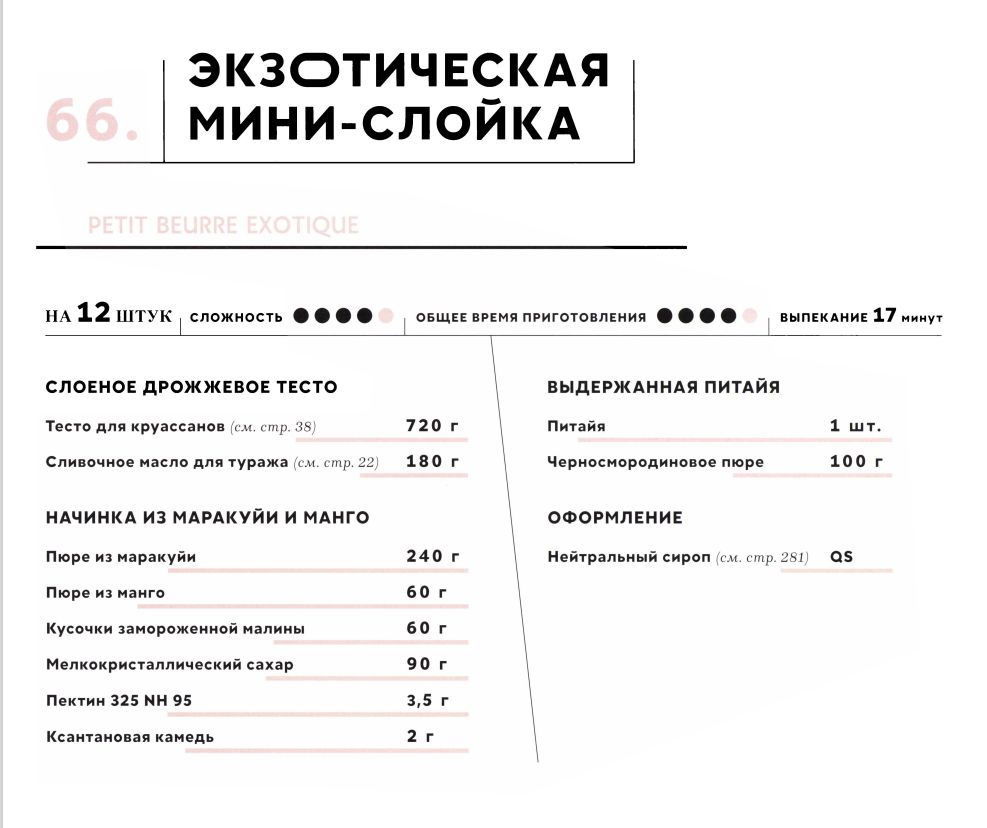 66.
ЭКЗОТИЧЕСКАЯ
МИНИ-СЛОЙКА
PETIT BEURRE EXOTIQUE
НА 12 ШТУК СЛОЖНОСТЬ ОБЩЕЕ ВРЕМЯ ПРИГОТОВЛЕНИЯ ВЫПЕКАНИЕ 17 минут
СЛОЕНОЕ ДРОЖЖЕВОЕ ТЕСТО
Тесто для круассанов (см. стр. 38) 720 г
Сливочное масло для туража (см. стр. 22) 180 г
НАЧИНКА ИЗ МАРАКУЙИ И МАНГО
Пюре из маракуйи 240 г
Пюре из манго 60 г
Кусочки замороженной малины 60 г
Мелкокристаллический сахар 90 г
Пектин 325 NH 95 3,5 г
Ксантановая камедь 2 г
ВЫДЕРЖАННАЯ ПИТАЙЯ
Питайя 1 шт.
Черносмородиновое пюре 100 г
ОФОРМЛЕНИЕ
Нейтральный сироп (см. стр. 281) QS